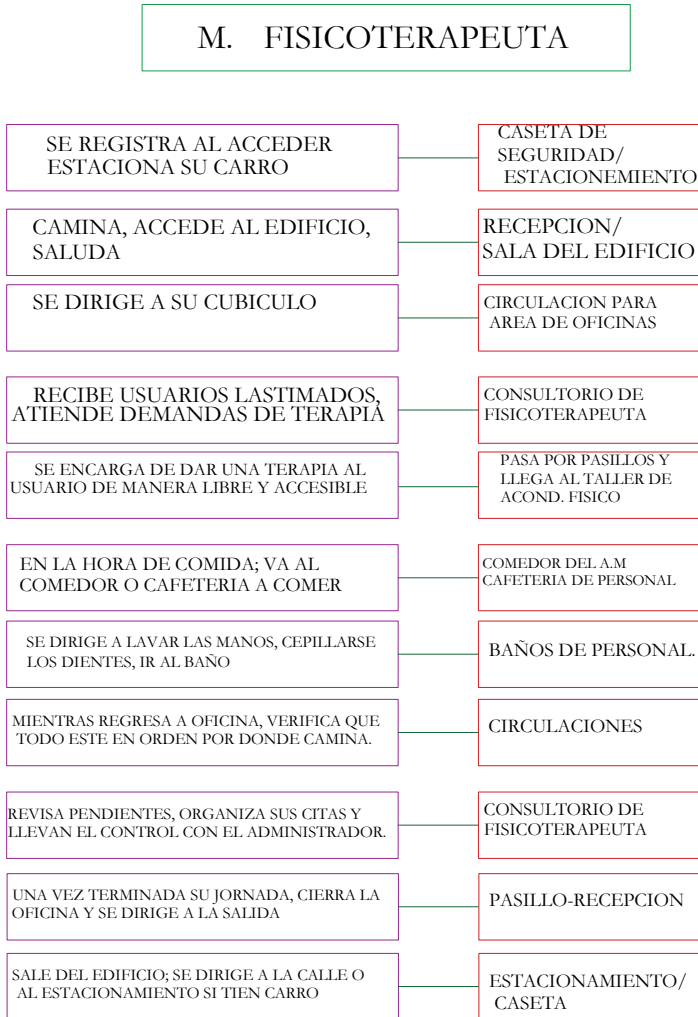 M. FISICOTERAPEUTA
SE REGISTRA AL ACCEDER
ESTACIONA SU CARRO
CASETA DE
SEGURIDAD/
ESTACIONEMIENTO
CAMINA, ACCEDE AL EDIFICIO,
SALUDA
RECEPCION/
SALA DEL EDIFICIO
SE DIRIGE A SU CUBICULO
CIRCULACION PARA
AREA DE OFICINAS
RECIBE USUARIOS LASTIMADOS,
ATIENDE DEMANDAS DE TERAPIA
CONSULTORIO DE
FISICOTERAPEUTA
SE ENCARGA DE DAR UNA TERAPIA AL
USUARIO DE MANERA LIBRE Y ACCESIBLE
PASA POR PASILLOS Y
LLEGA AL TALLER DE
ACOND. FISICO
EN LA HORA DE COMIDA; VA AL
COMEDOR O CAFETERIA A COMER
COMEDOR DEL A.M
CAFETERIA DE PERSONAL
SE DIRIGE A LAVAR LAS MANOS, CEPILLARSE
LOS DIENTES, IR AL BAÑO
BAÑOS DE PERSONAL.
MIENTRAS REGRESA A OFICINA, VERIFICA QUE
TODO ESTE EN ORDEN POR DONDE CAMINA.
CIRCULACIONES
REVISA PENDIENTES, ORGANIZA SUS CITAS Y
LLEVAN EL CONTROL CON EL ADMINISTRADOR.
CONSULTORIO DE
FISICOTERAPEUTA
UNA VEZ TERMINADA SU JORNADA, CIERRA LA
OFICINA Y SE DIRIGE A LA SALIDA
PASILLO-RECEPCION
SALE DEL EDIFICIO; SE DIRIGE A LA CALLE O
AL ESTACIONAMIENTO SI TIEN CARRO
ESTACIONAMIENTO/
CASETA